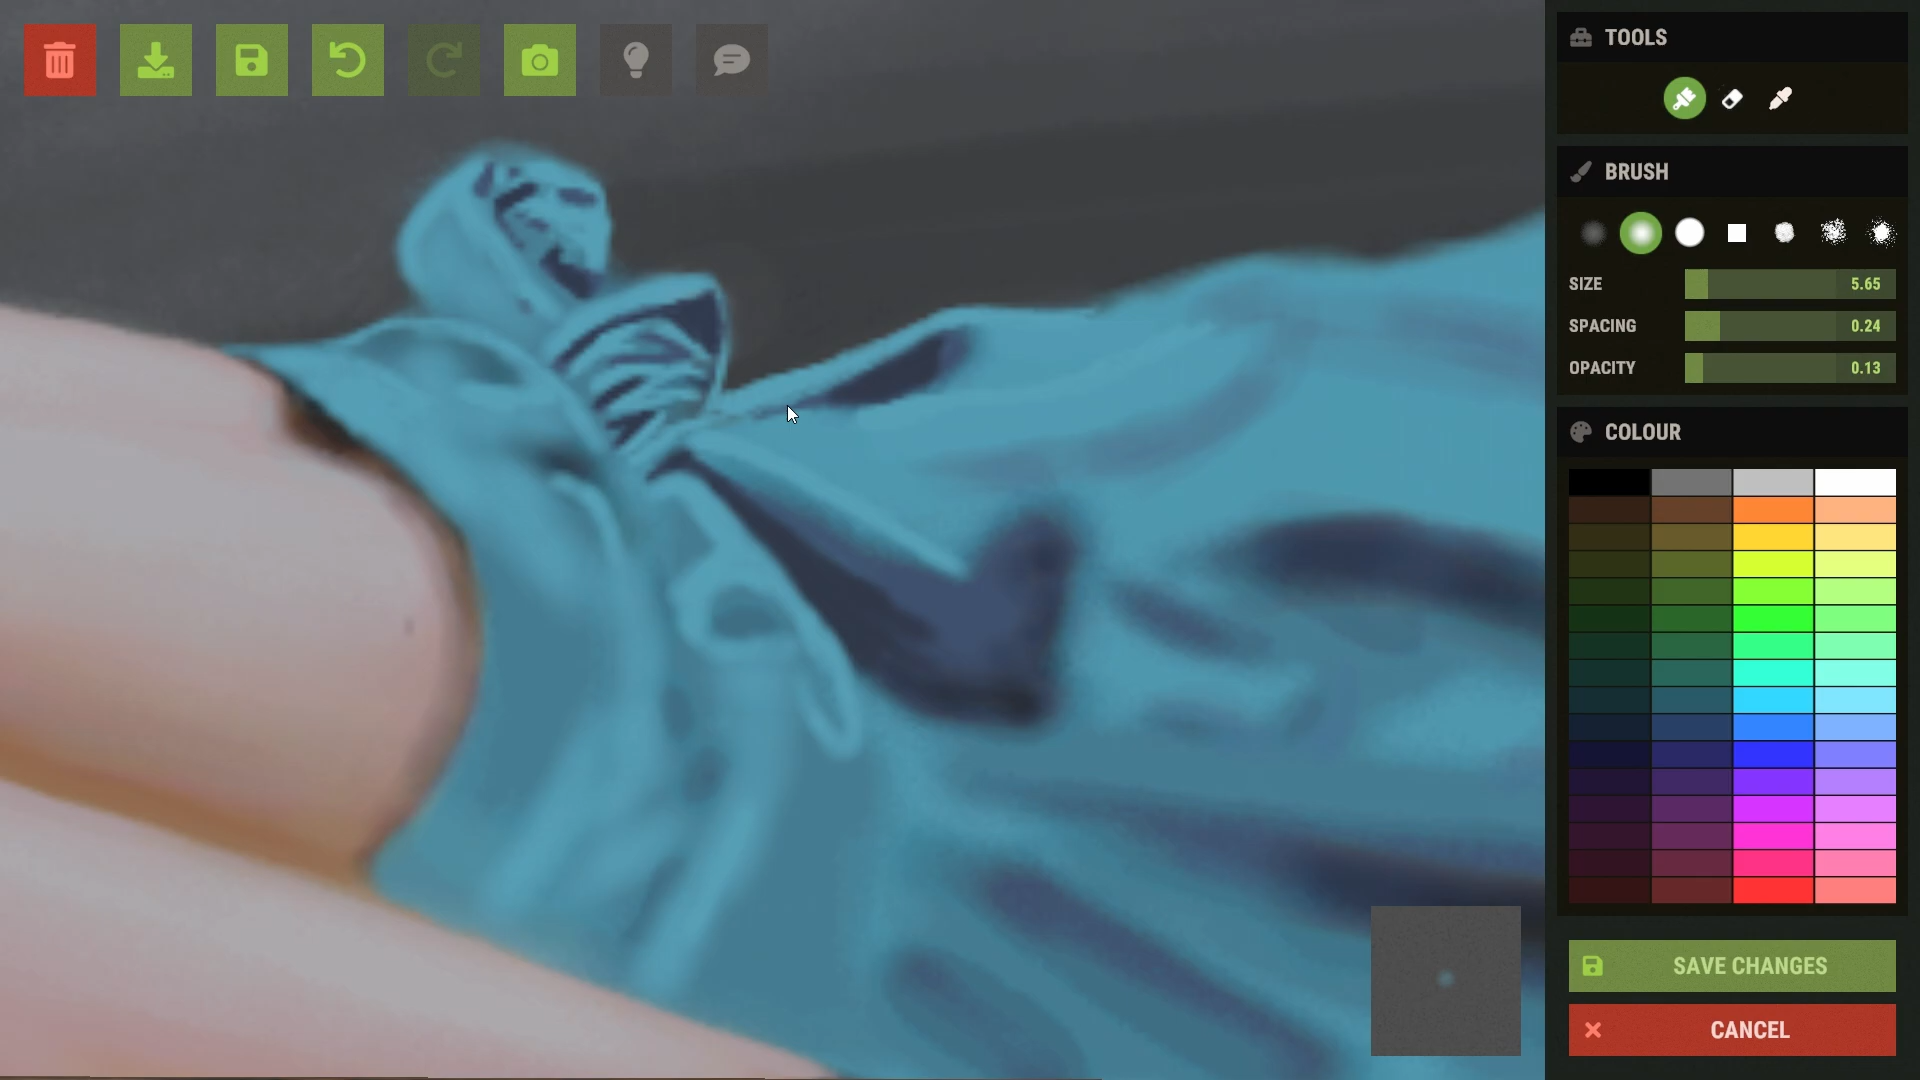 TOOLS
BRUSH
SIZE 5.65
SPACING 0.24
OPACITY 0.13
COLOUR
SAVE CHANGES
CANCEL